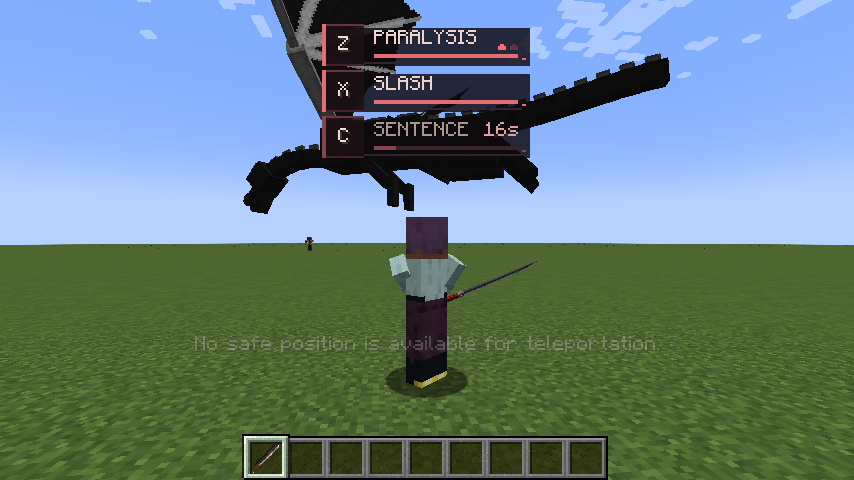 Z PARALYSIS
X SLASH
C SENTENCE 16s
No safe position is available for teleportation.